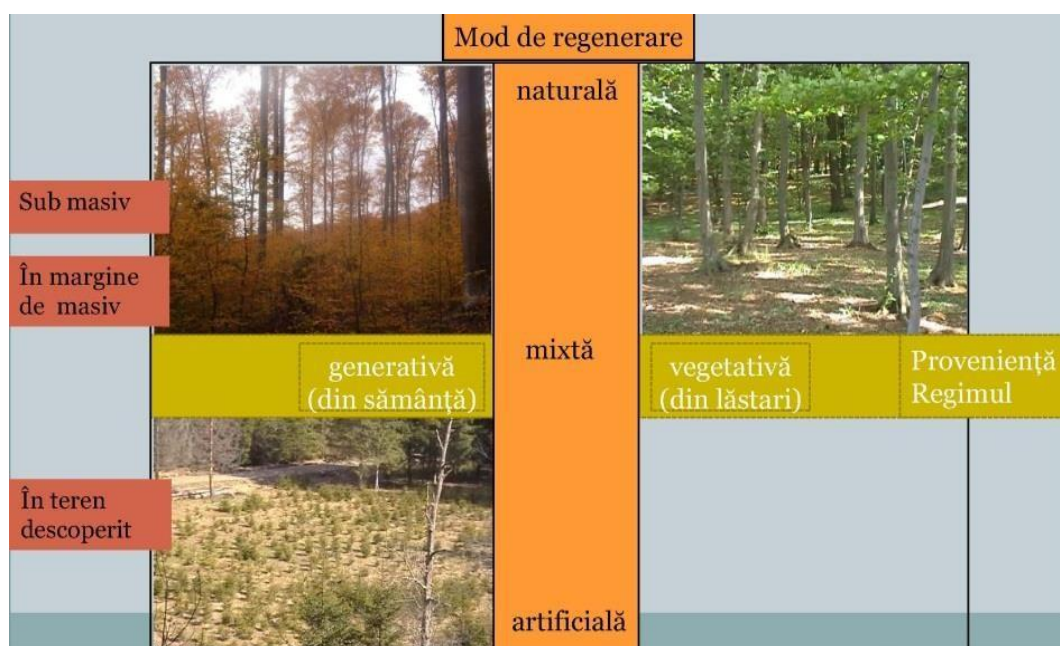 Mod de regenerare
naturală
Sub masiv
În margine
de masiv
mixtă
generativă
(din sămânță)
vegetativă
(din lăstari)
Proveniență
Regimul
În teren
descoperit
artificială